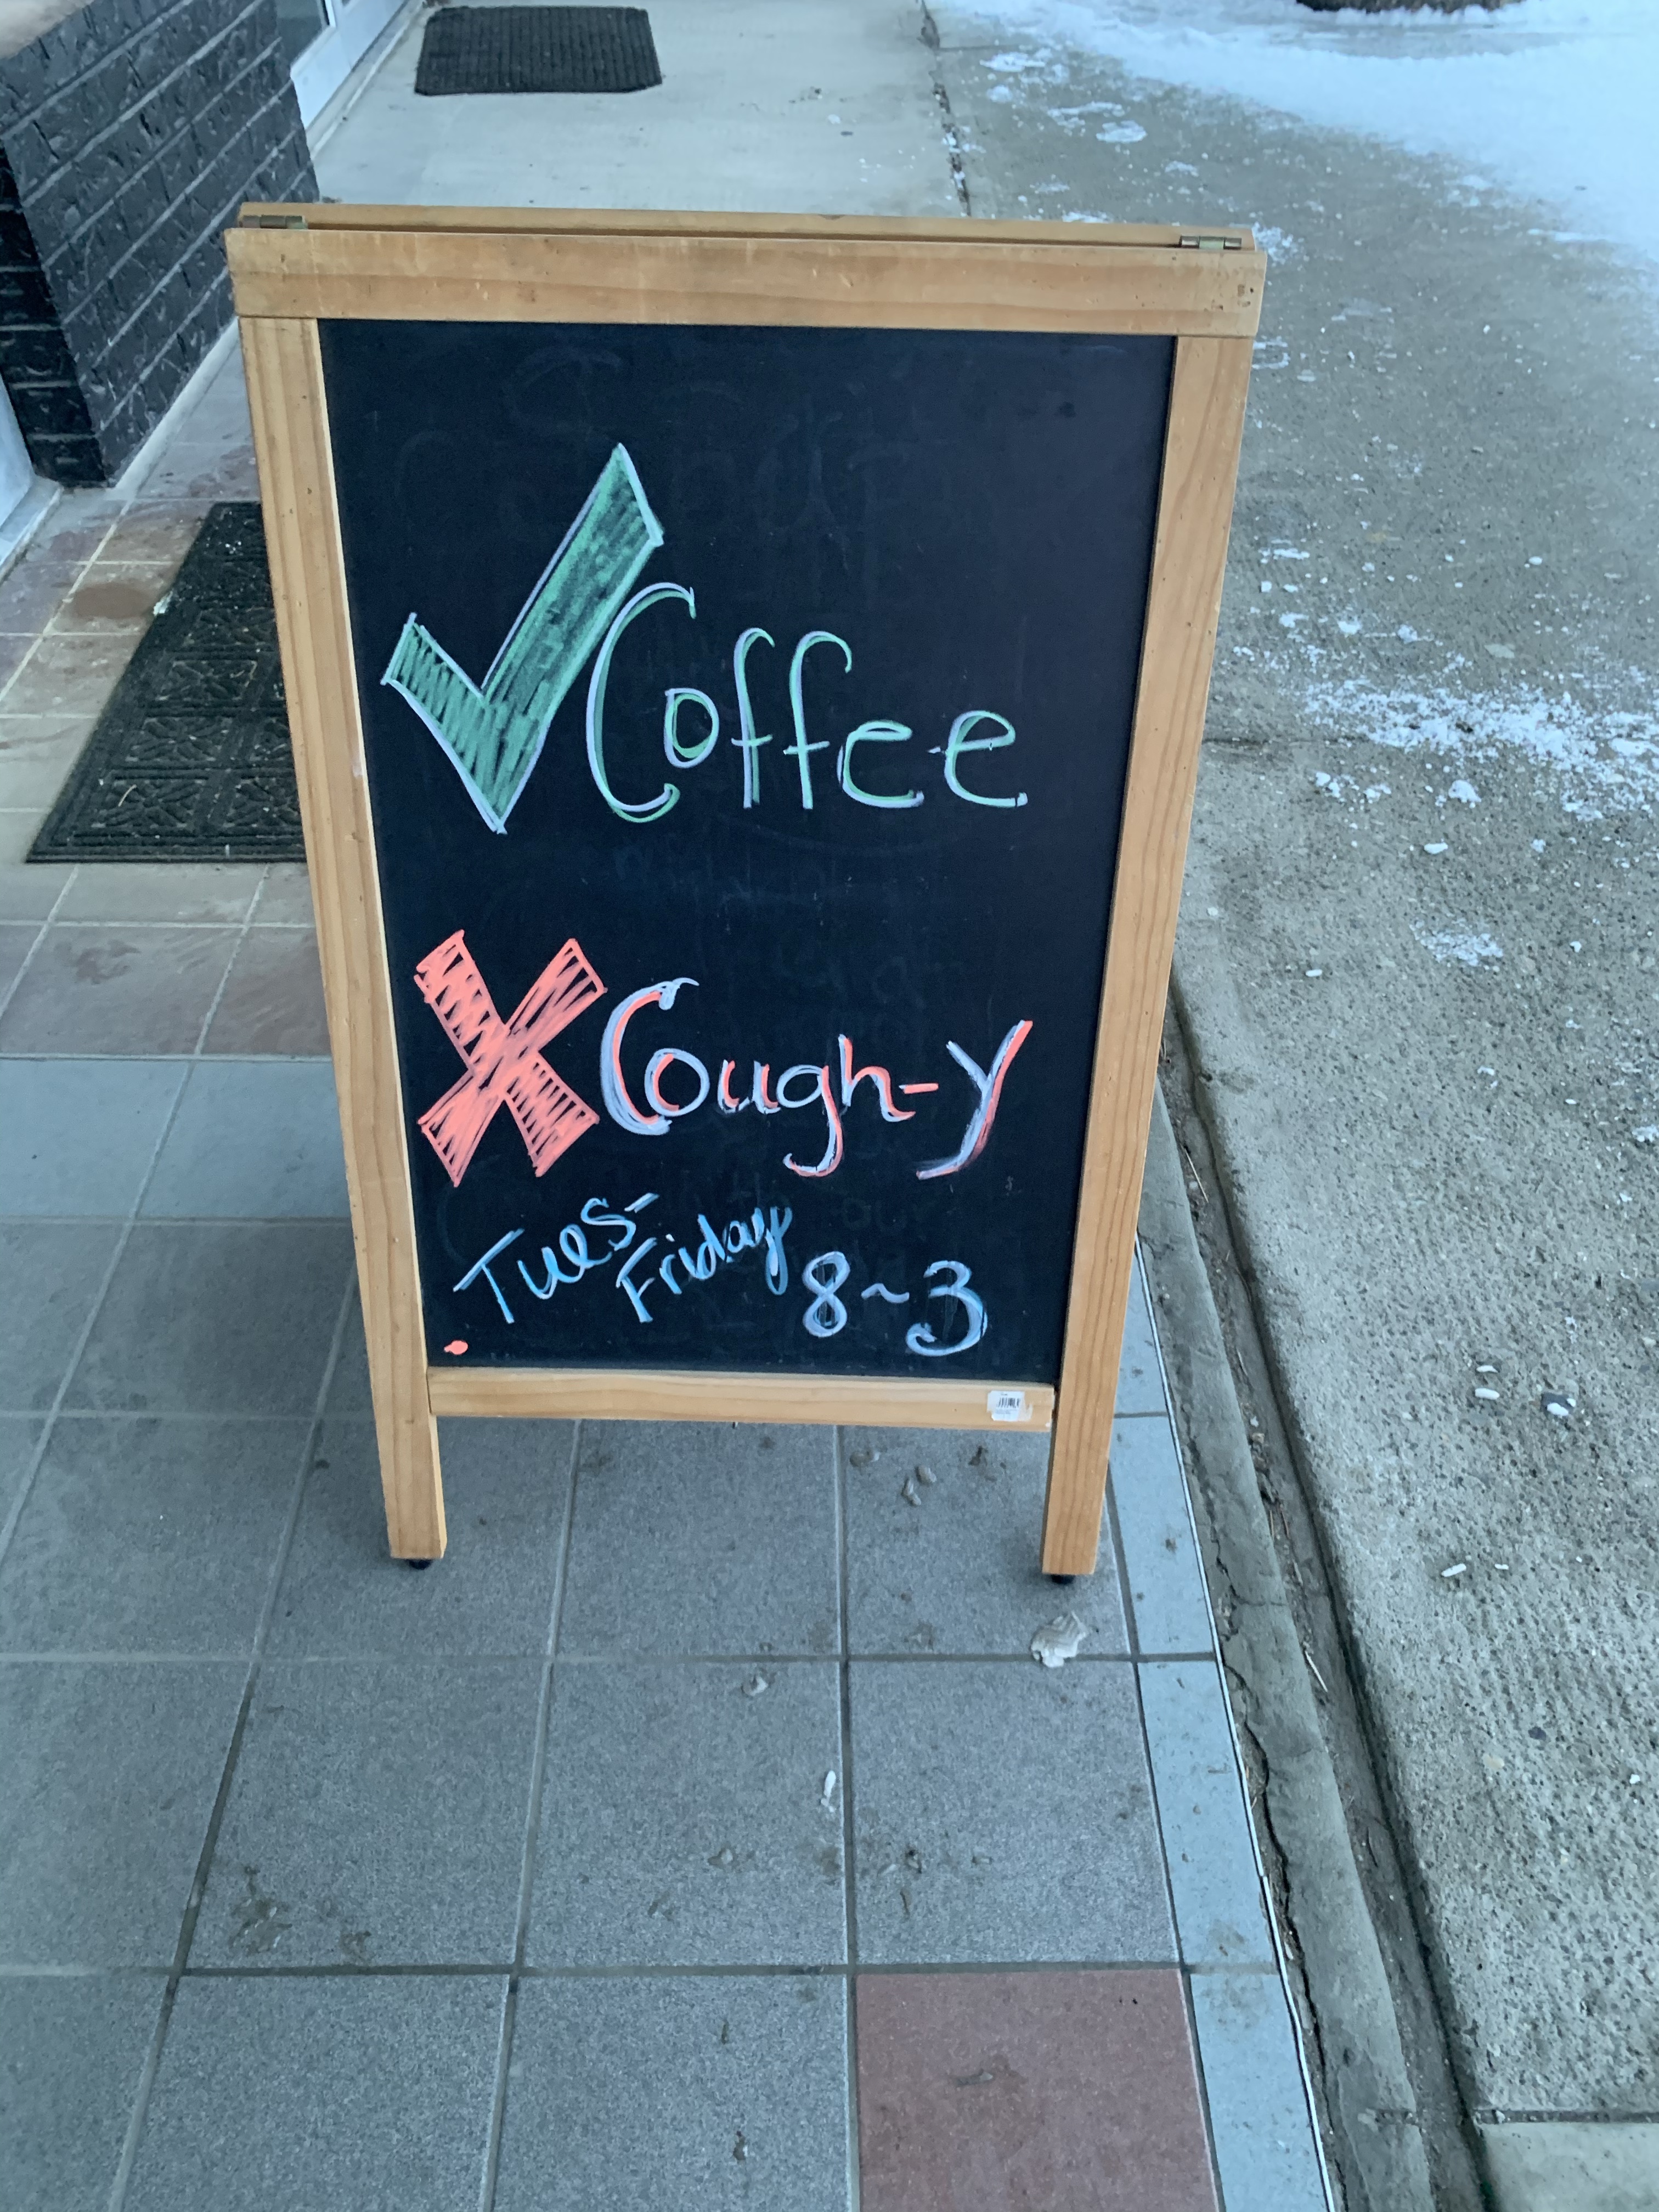 Coffee
Cough-y
Tues-
Friday
8~3